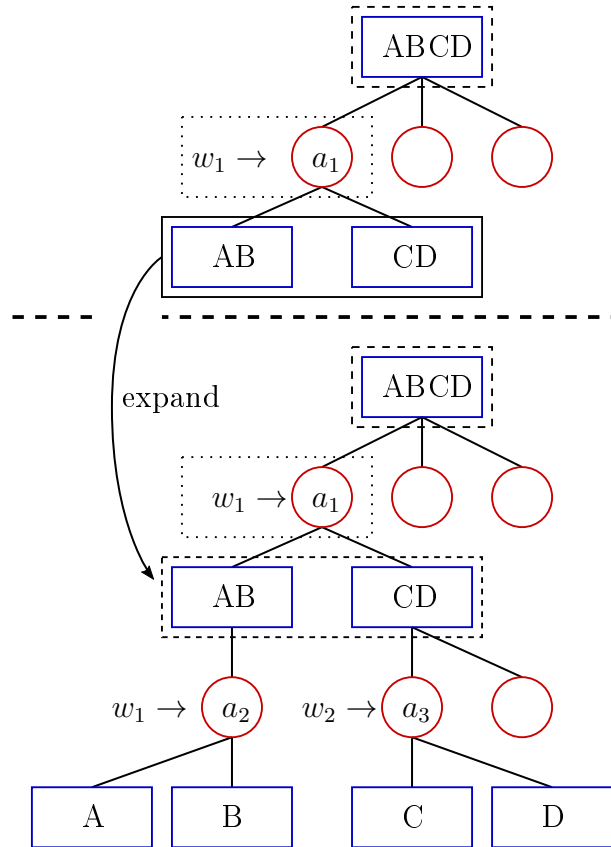 ABCD
w₁ → a₁
AB CD
ABCD
expand
w₁ → a₁
AB CD
w₁ → a₂ w₂ → a₃
A B C D